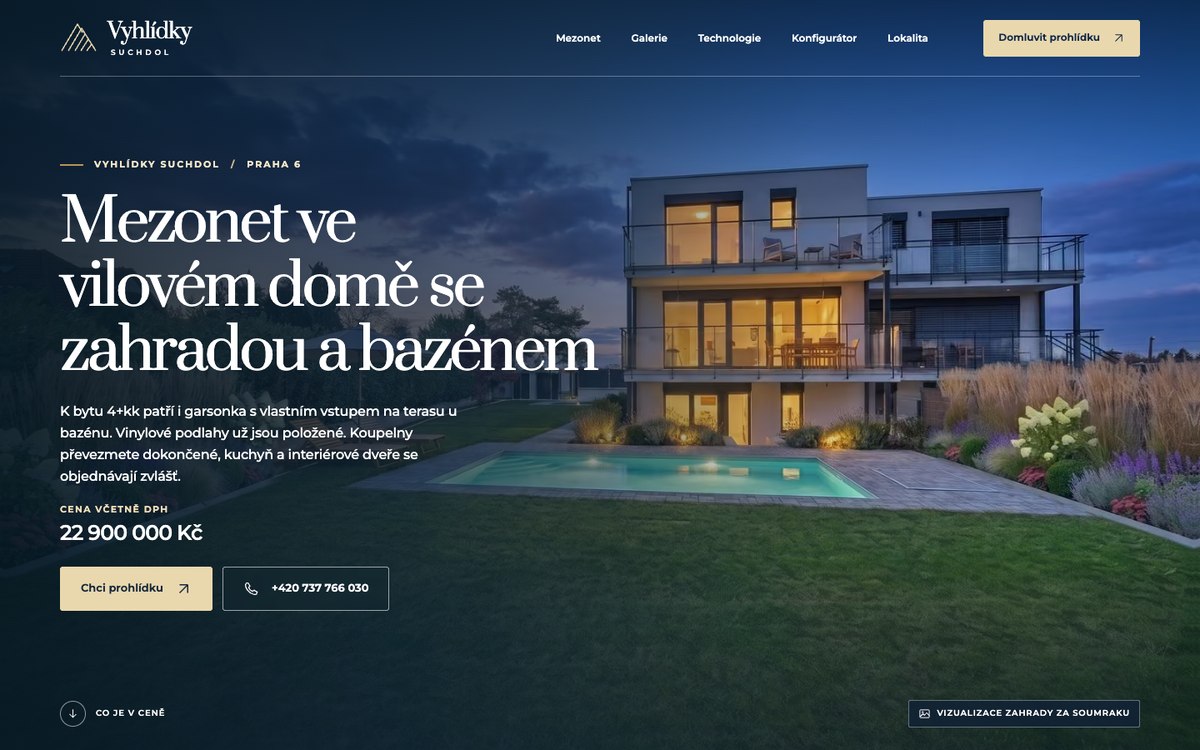 Vyhlídky
SUCHDOL
Mezonet
Galerie
Technologie
Konfigurátor
Lokalita
Domluvit prohlídku
VYHLÍDKY SUCHDOL / PRAHA 6
Mezonet ve
vilovém domě se
zahradou a bazénem
K bytu 4+kk patří i garsonka s vlastním vstupem na terasu u
bazénu. Vinylové podlahy už jsou položené. Koupelny
převezmete dokončené, kuchyň a interiérové dveře se
objednávají zvlášť.
CENA VČETNĚ DPH
22 900 000 Kč
Chci prohlídku
+420 737 766 030
CO JE V CENĚ
VIZUALIZACE ZAHRADY ZA SOUMRAKU